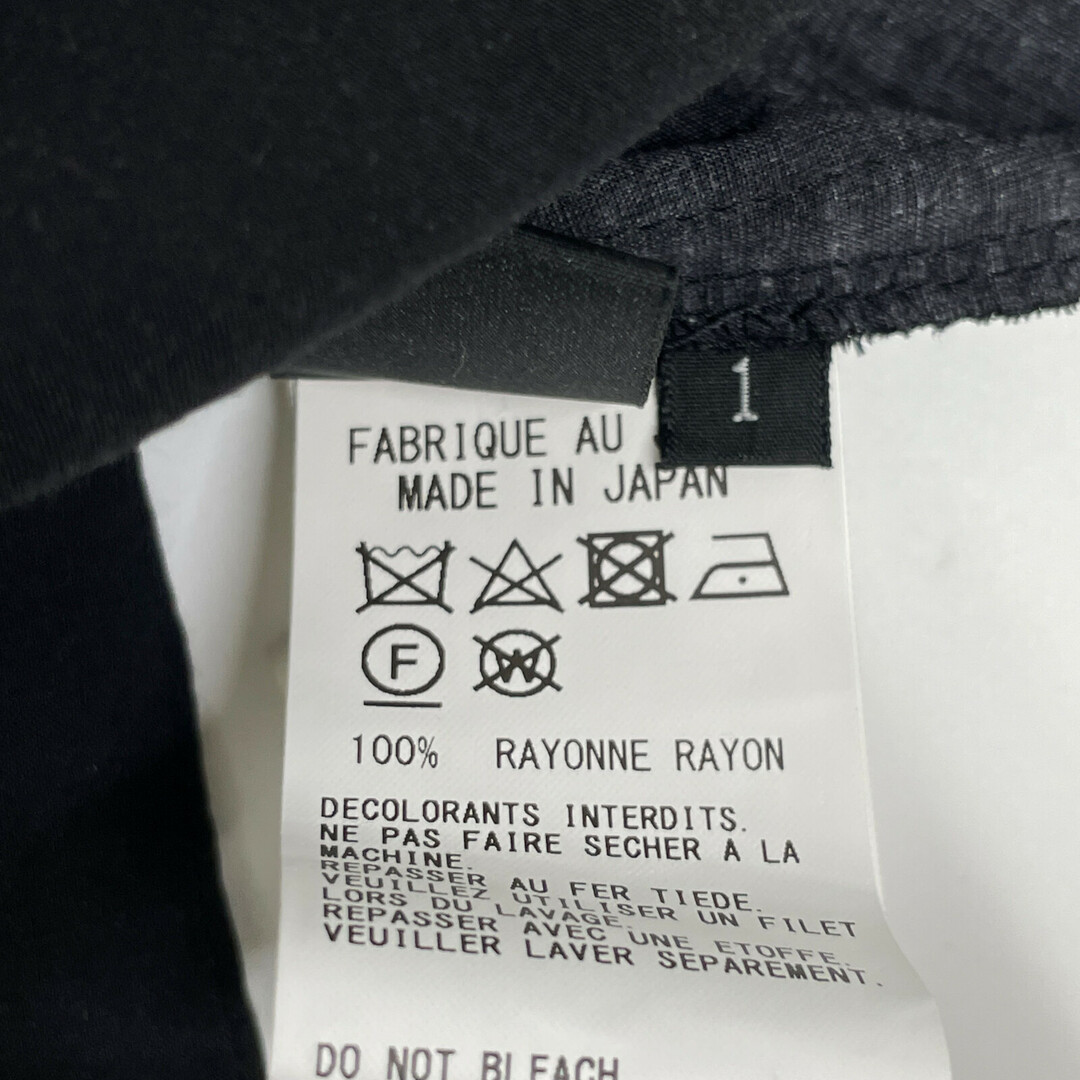 1
FABRIQUE AU
MADE IN JAPAN
F
W
100% RAYONNE RAYON
DECOLORANTS INTERDITS.
NE PAS FAIRE SECHER A LA
MACHINE.
REPASSER AU FER TIEDE.
VEUILLEZ UTILISER UN FILET
LORS DU LAVAGE.
REPASSER AVEC UNE ETOFFE.
VEUILLER LAVER SEPAREMENT.
DO NOT BLEACH